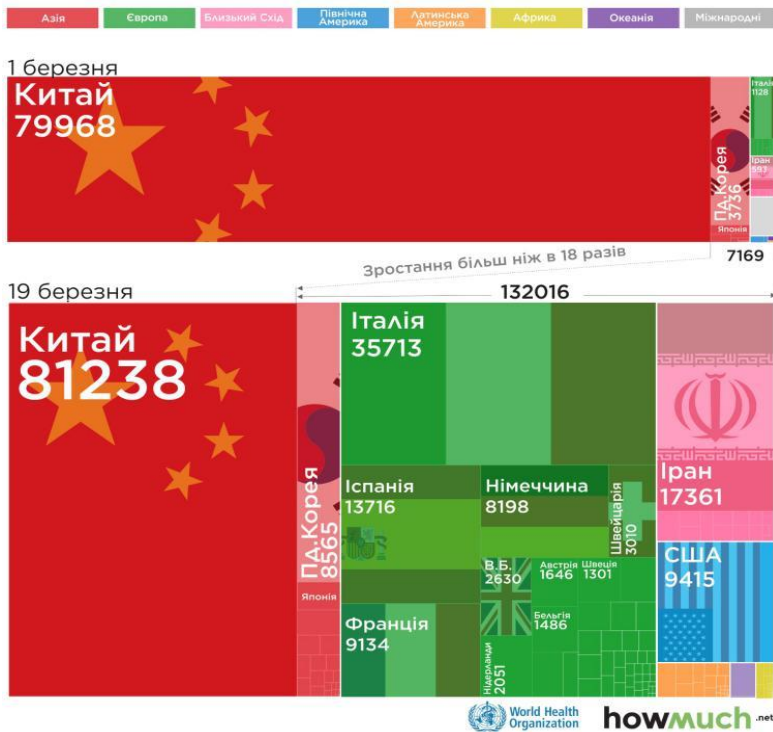 Азія
Європа
Близький Схід
Північна
Америка
Латинська
Америка
Африка
Океанія
Міжнародні
1 березня
Китай
79968
Пд.Корея
3736
Японія
Італія
1128
Іран
593
7169
Зростання більш ніж в 18 разів
19 березня
132016
Китай
81238
Пд.Корея
8565
Японія
Італія
35713
Іспанія
13716
Німеччина
8198
Швейцарія
3010
Франція
9134
В.Б.
2630
Австрія
1646
Швеція
1301
Бельгія
1486
Нідерланди
2051
Іран
17361
США
9415
World Health
Organization
howmuch.net